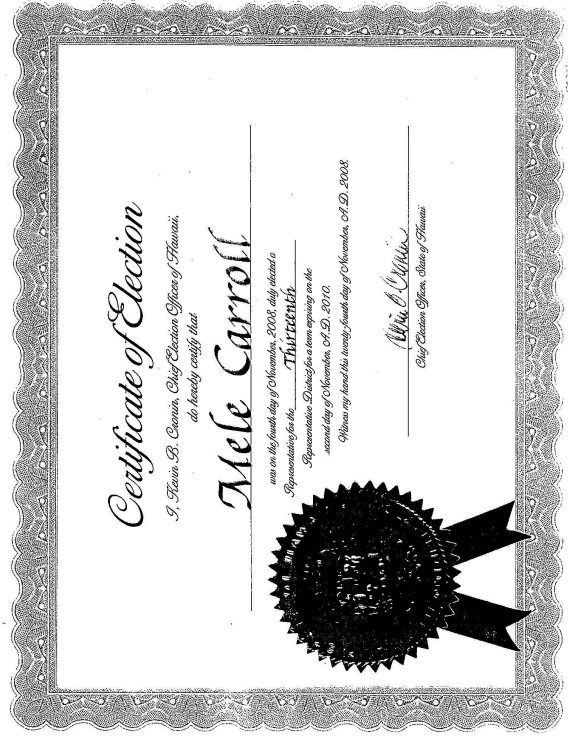 Certificate of Election
I, Kevin B. Cronin, Chief Election Officer of Hawaii,
do hereby certify that
Mele Carroll
was on the fourth day of November, 2008, duly elected a
Representative for the Thirteenth
Representative District for a term expiring on the
second day of November, A.D. 2010.
Witness my hand this twenty-fourth day of November, A.D. 2008.
Chief Election Officer, State of Hawaii